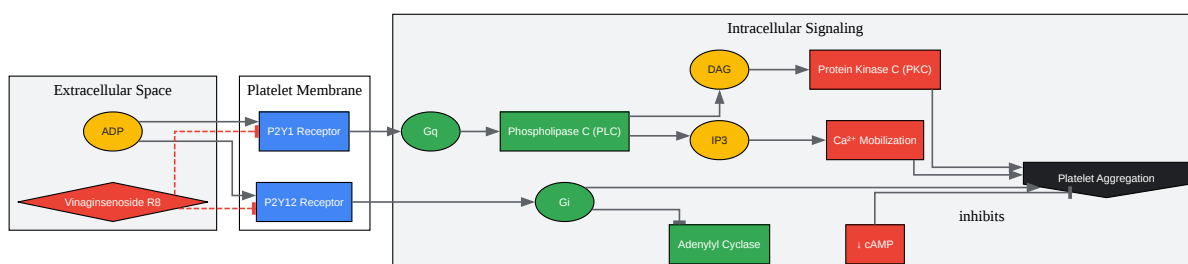 Intracellular Signaling
Extracellular Space
Platelet Membrane
DAG
Protein Kinase C (PKC)
ADP
P2Y1 Receptor
Gq
Phospholipase C (PLC)
IP3
Ca²⁺ Mobilization
Platelet Aggregation
Vinaginsenoside R8
P2Y12 Receptor
Gi
inhibits
Adenylyl Cyclase
↓ cAMP